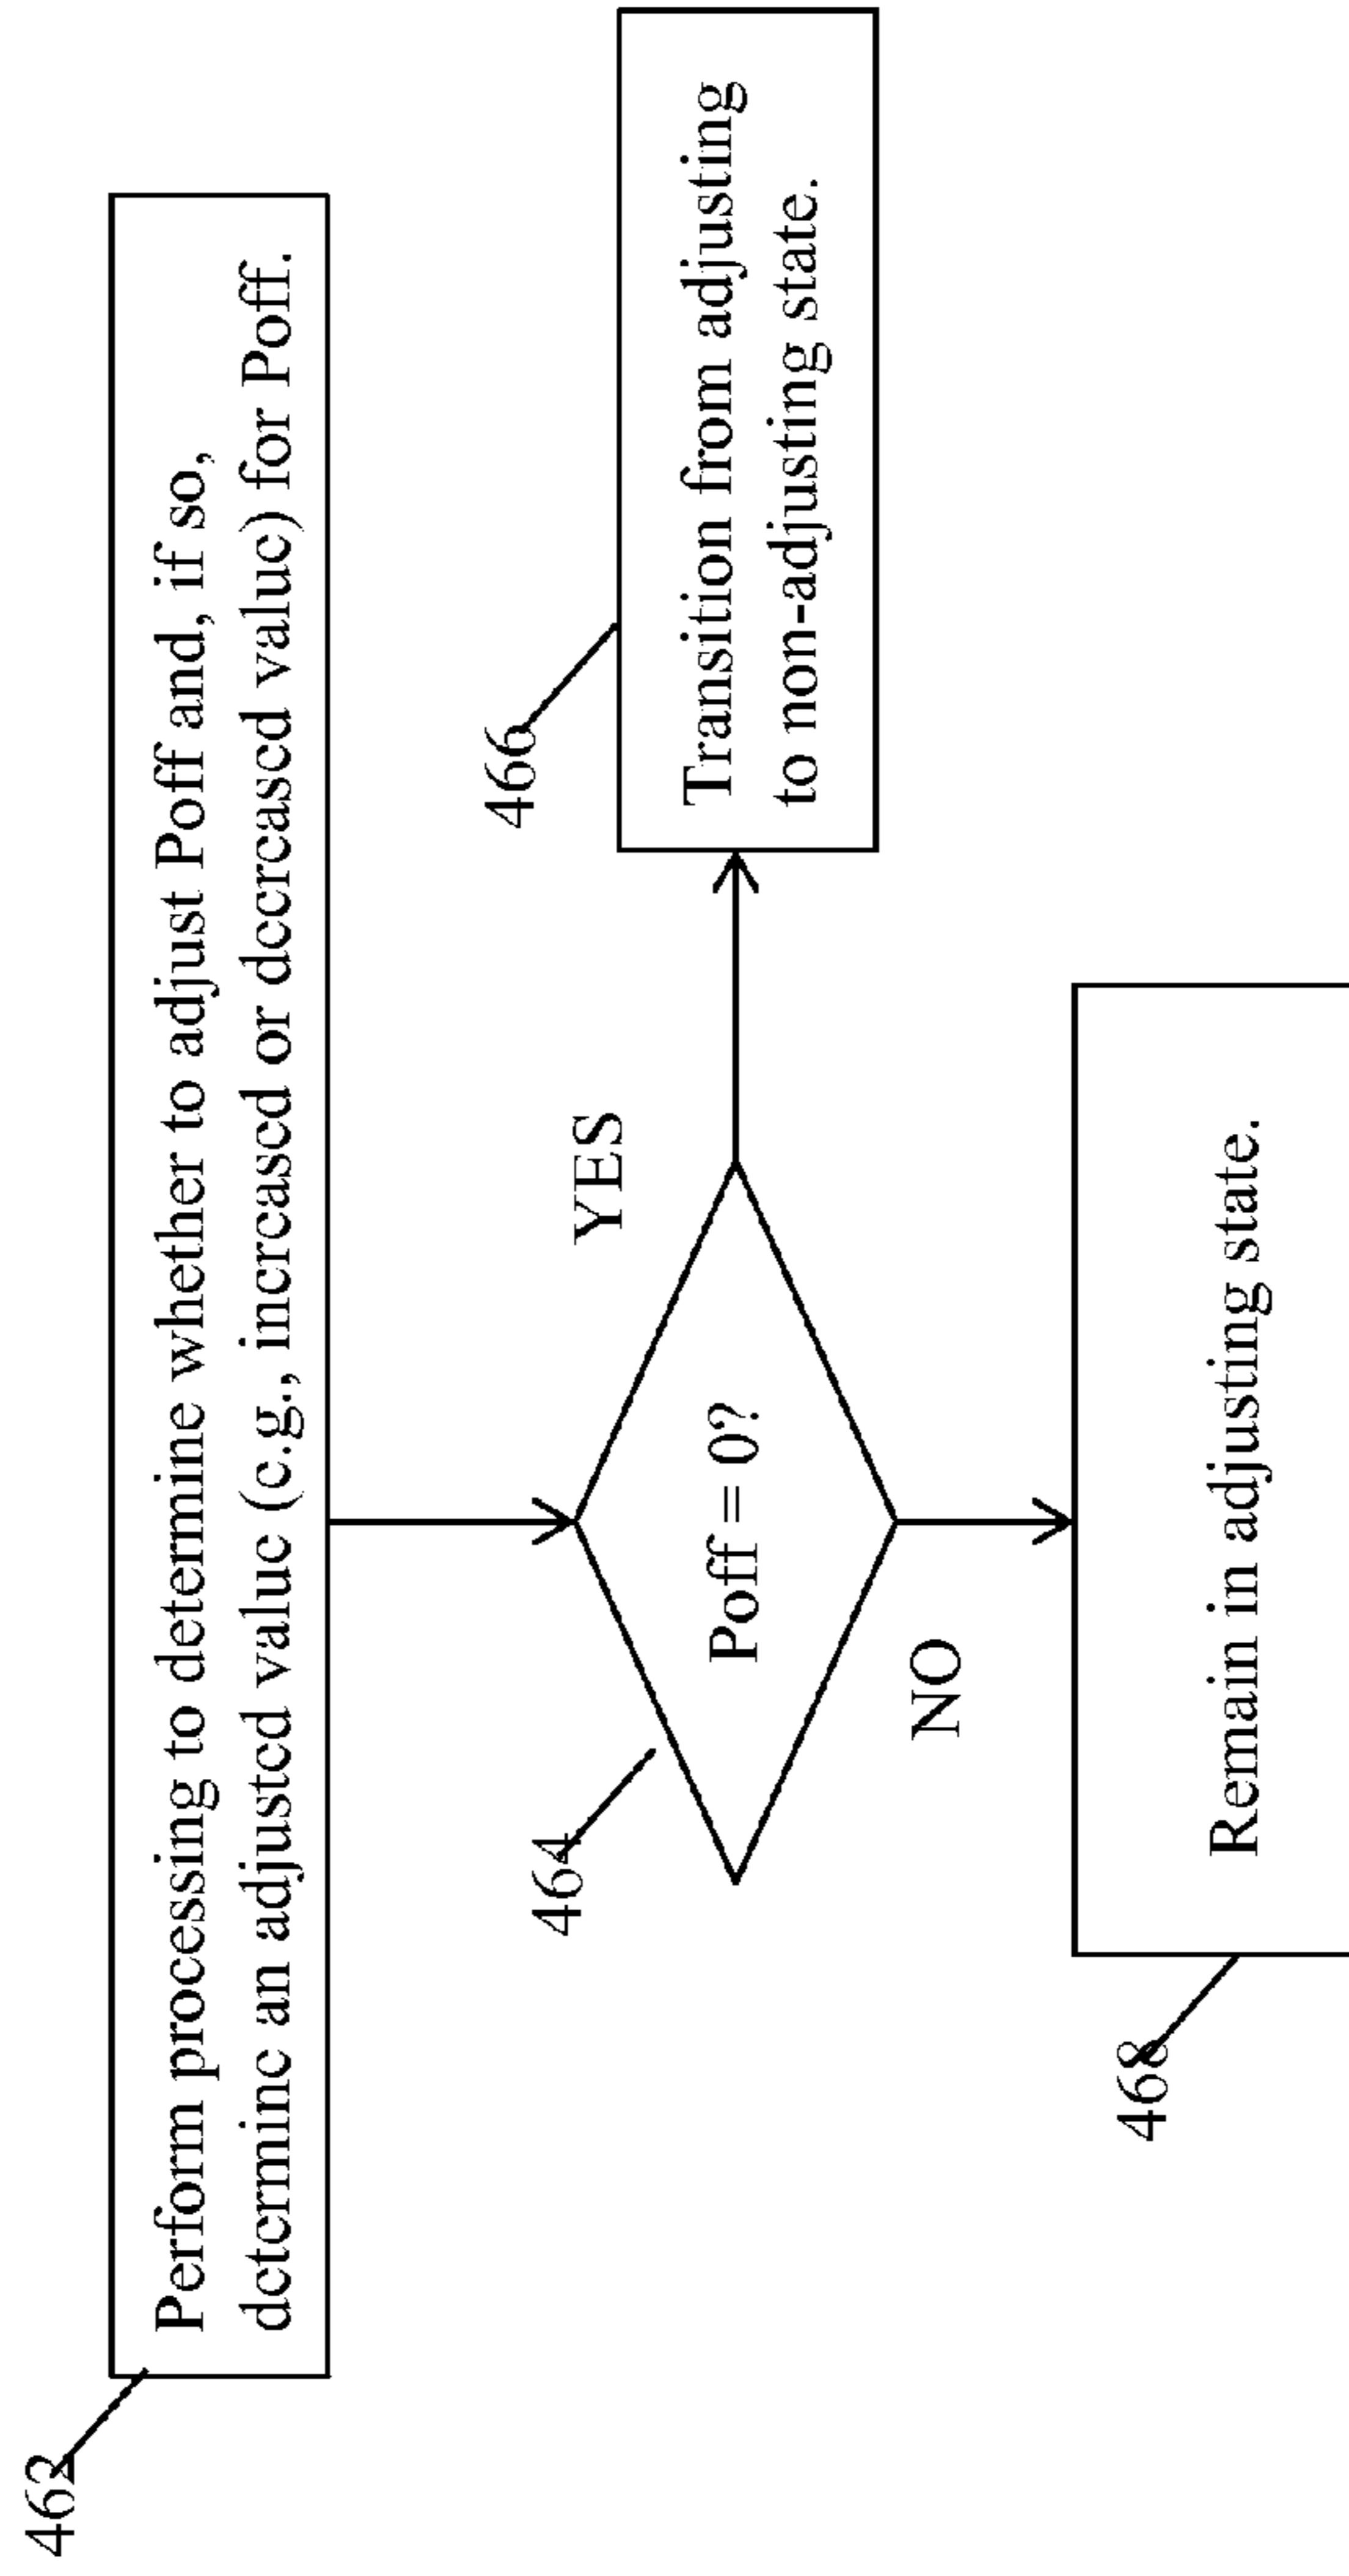 462
Perform processing to determine whether to adjust Poff and, if so,
determine an adjusted value (e.g., increased or decreased value) for Poff.
464
Poff = 0?
YES
466
Transition from adjusting
to non-adjusting state.
NO
468
Remain in adjusting state.